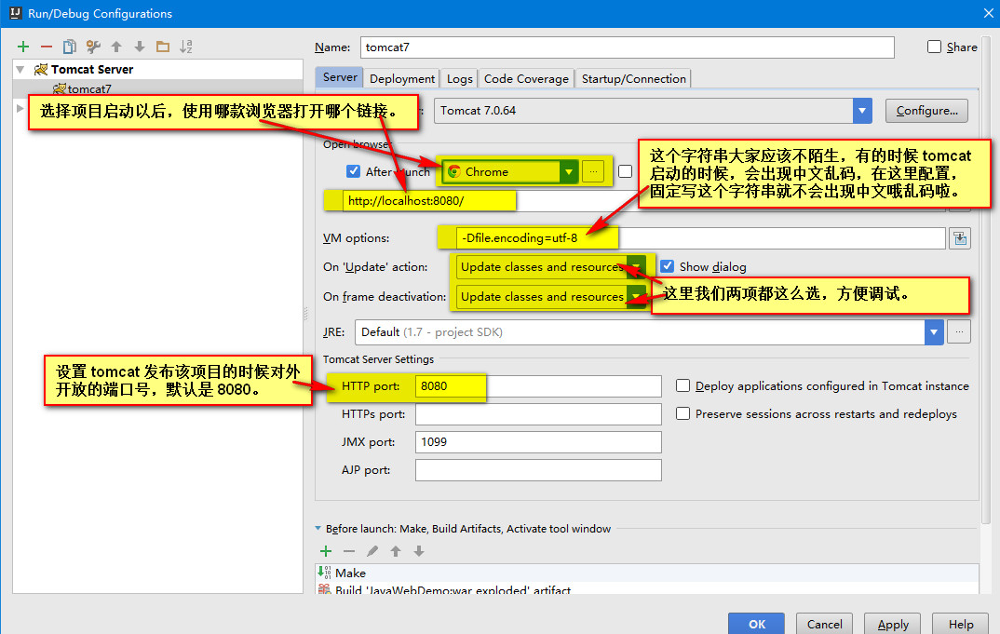 Run/Debug Configurations
Name: tomcat7
Share
Tomcat Server
tomcat7
Server Deployment Logs Code Coverage Startup/Connection
选择项目启动以后，使用哪款浏览器打开哪个链接。
Tomcat 7.0.64
Configure...
Open browser
After launch
Chrome
...
这个字符串大家应该不陌生，有的时候 tomcat
启动的时候，会出现中文乱码，在这里配置，
固定写这个字符串就不会出现中文哦乱码啦。
http://localhost:8080/
VM options: -Dfile.encoding=utf-8
On 'Update' action: Update classes and resources
Show dialog
On frame deactivation: Update classes and resources
这里我们两项都这么选，方便调试。
JRE: Default (1.7 - project SDK)
...
Tomcat Server Settings
设置 tomcat 发布该项目的时候对外
开放的端口号，默认是 8080。
HTTP port: 8080
Deploy applications configured in Tomcat instance
HTTPs port:
Preserve sessions across restarts and redeploys
JMX port: 1099
AJP port:
Before launch: Make, Build Artifacts, Activate tool window
Make
Build 'JavaWebDemo:war exploded' artifact
OK Cancel Apply Help